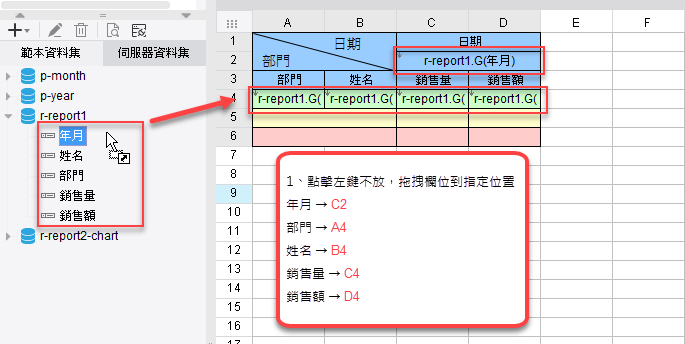 範本資料集 伺服器資料集
p-month
p-year
r-report1
年月
姓名
部門
銷售量
銷售額
r-report2-chart
A B C D E F
1 日期 日期
2 部門 r-report1.G(年月)
3 部門 姓名 銷售量 銷售額
4 r-report1.G( r-report1.G( r-report1.G( r-report1.G(
5
6
7
8
9
10
11
12
13
14
15
16
17
1、點擊左鍵不放，拖拽欄位到指定位置
年月 → C2
部門 → A4
姓名 → B4
銷售量 → C4
銷售額 → D4